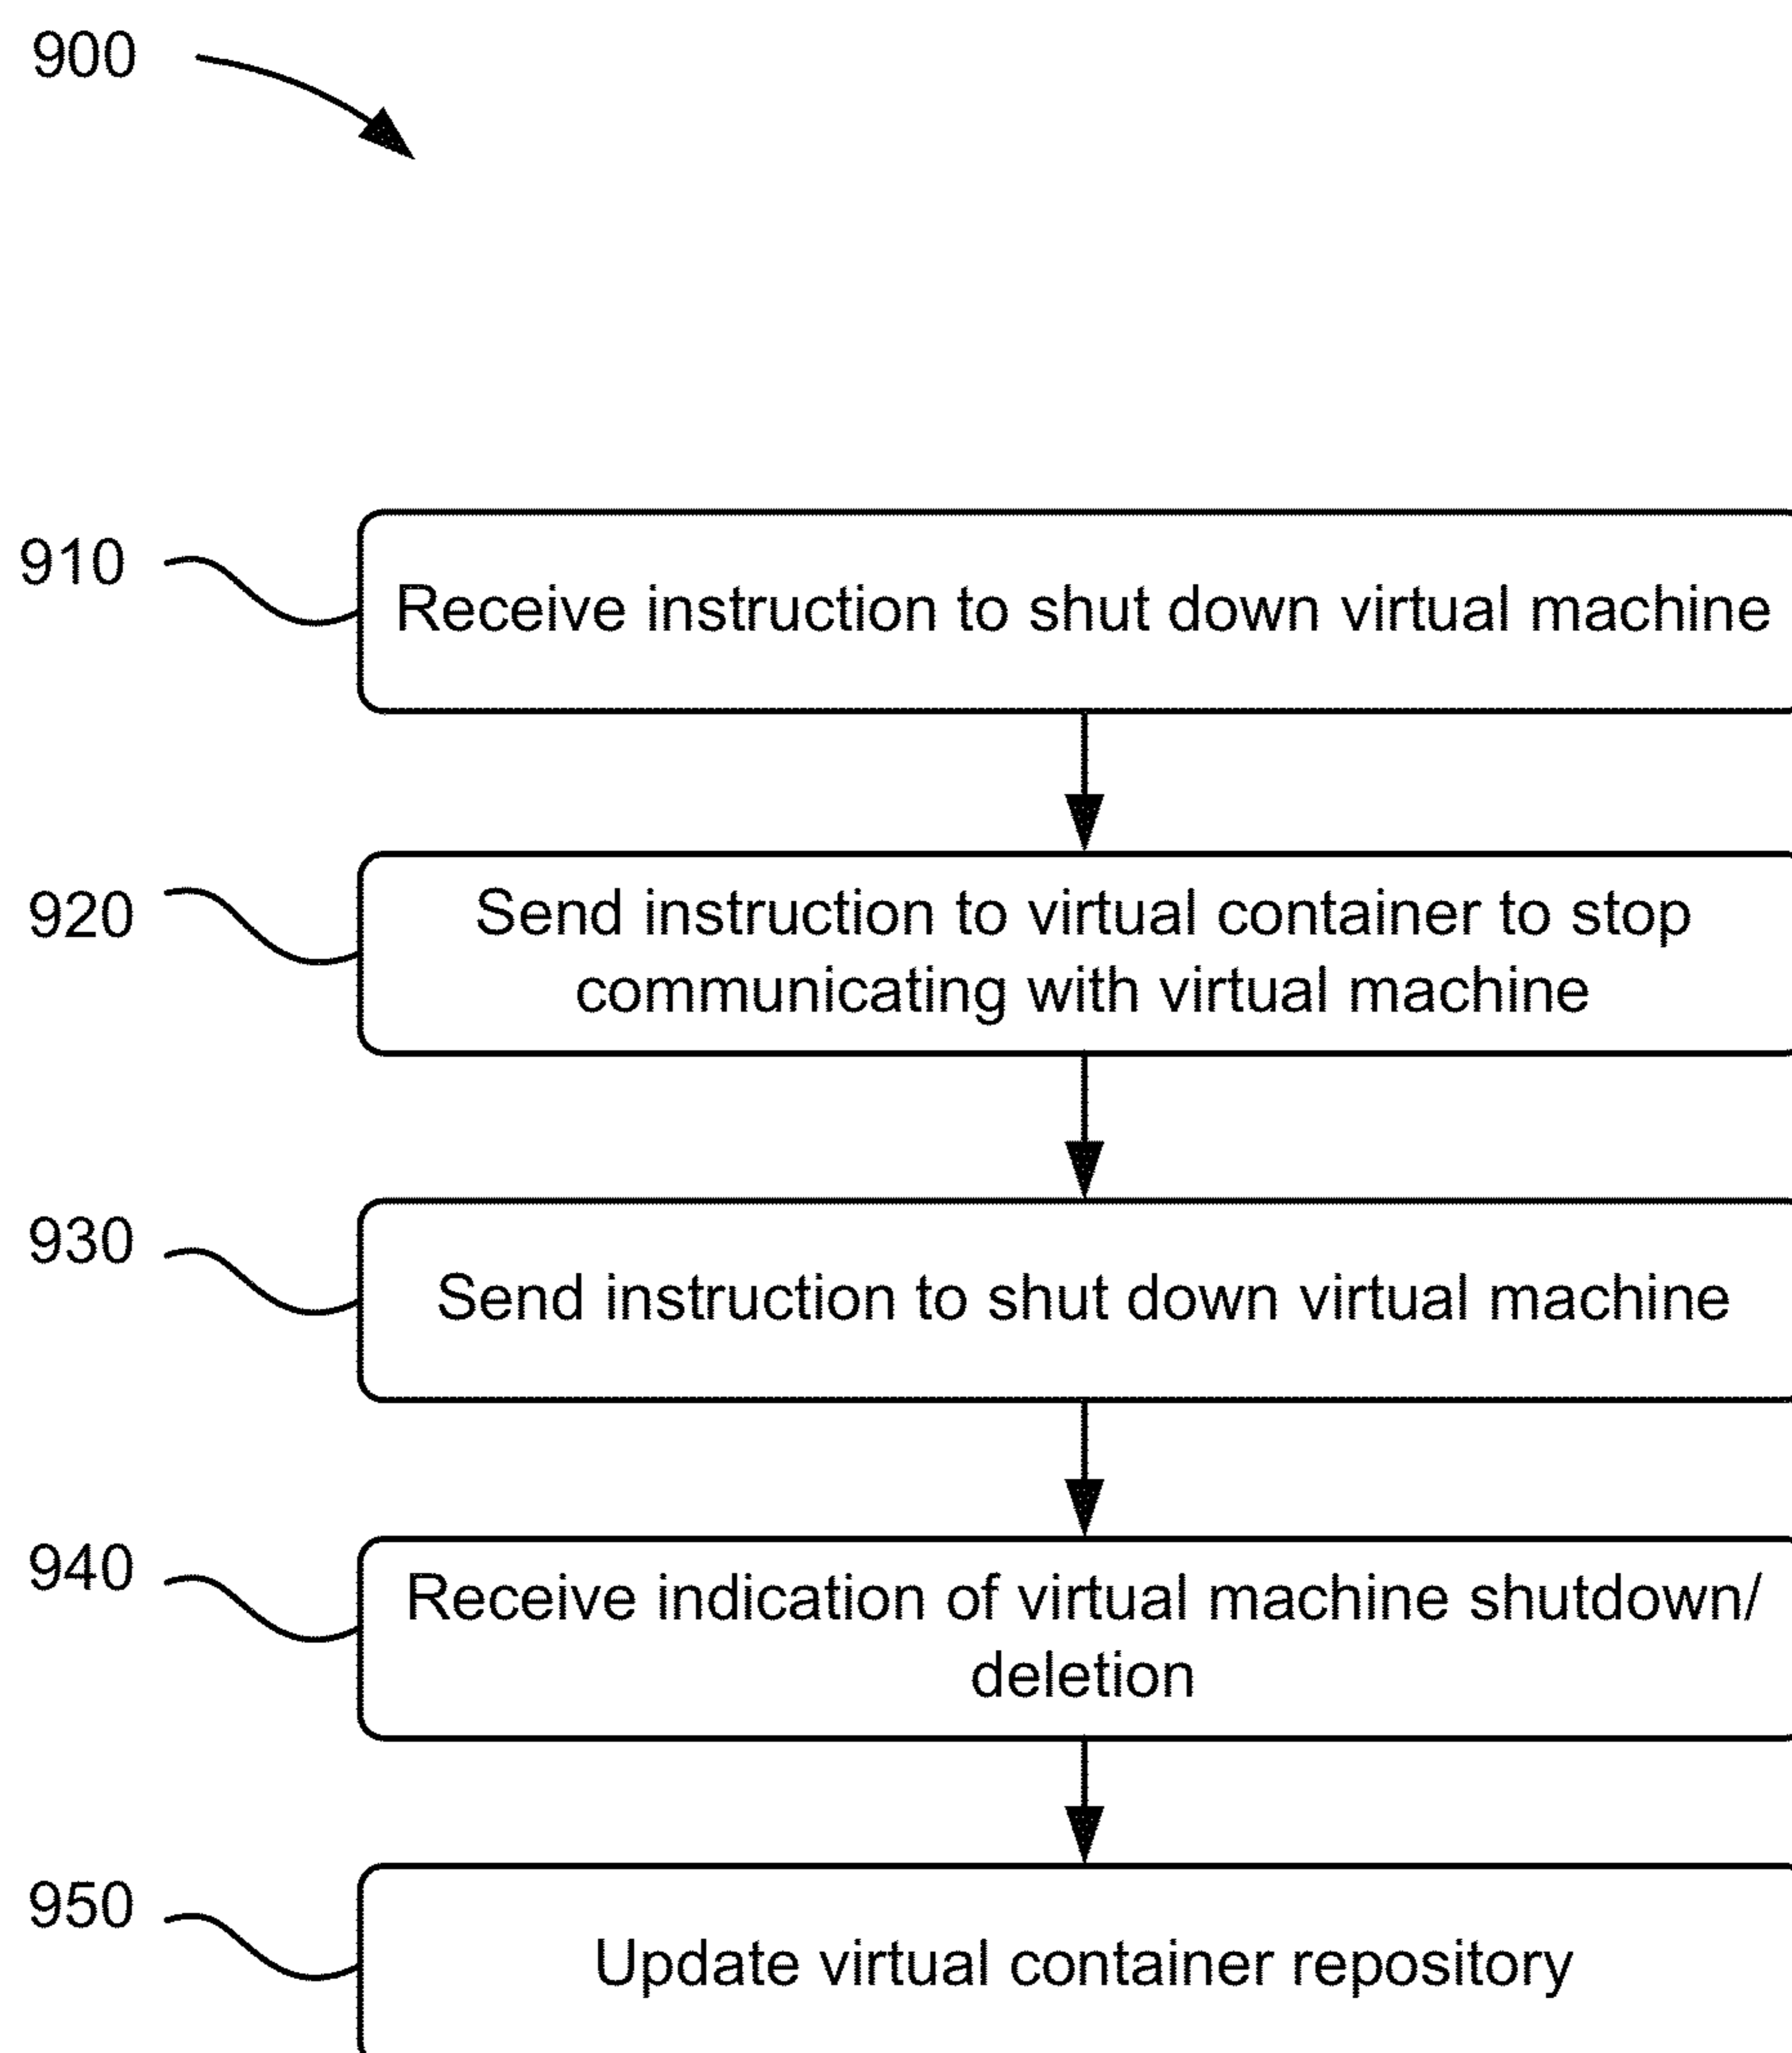 900
910
Receive instruction to shut down virtual machine
920
Send instruction to virtual container to stop
communicating with virtual machine
930
Send instruction to shut down virtual machine
940
Receive indication of virtual machine shutdown/
deletion
950
Update virtual container repository